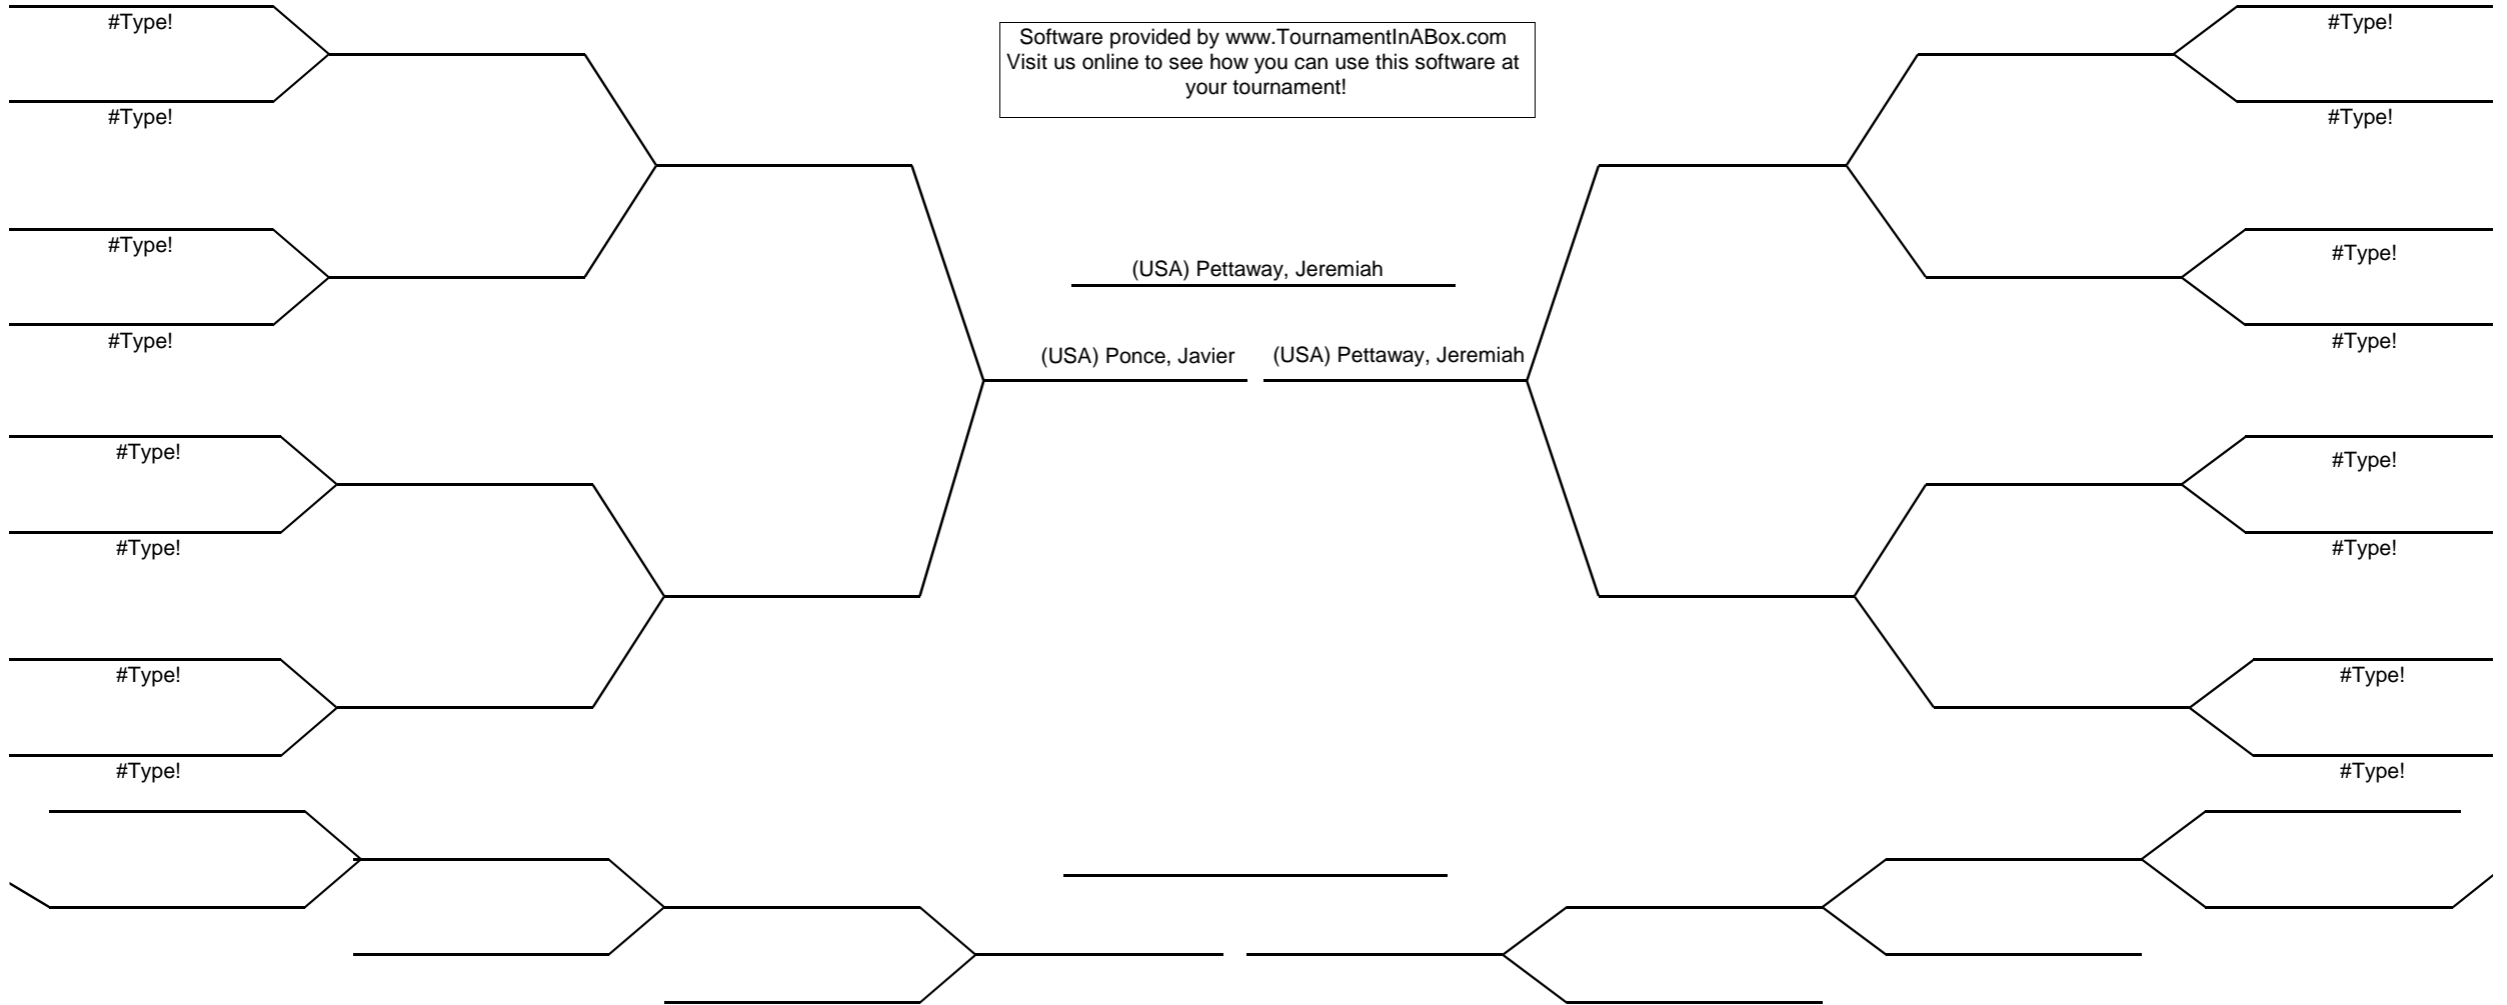 #Type!
#Type!
Software provided by www.TournamentInABox.com
Visit us online to see how you can use this software at
your tournament!
#Type!
#Type!
#Type!
#Type!
(USA) Pettaway, Jeremiah
#Type!
#Type!
(USA) Ponce, Javier
(USA) Pettaway, Jeremiah
#Type!
#Type!
#Type!
#Type!
#Type!
#Type!
#Type!
#Type!